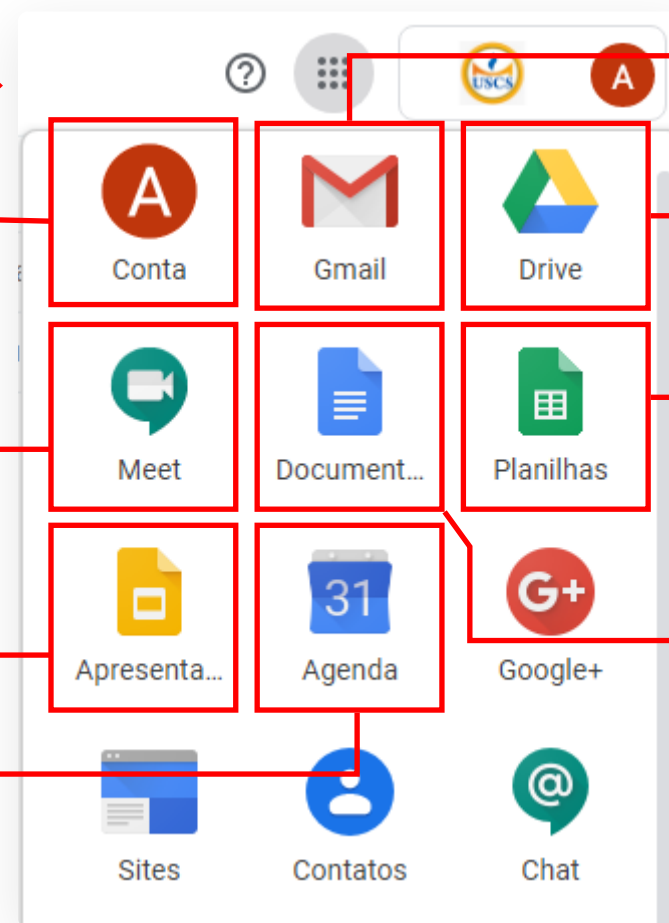 USCS A
A
Conta Gmail Drive
Meet Document... Planilhas
31 G+
Apresenta... Agenda Google+
Sites Contatos Chat